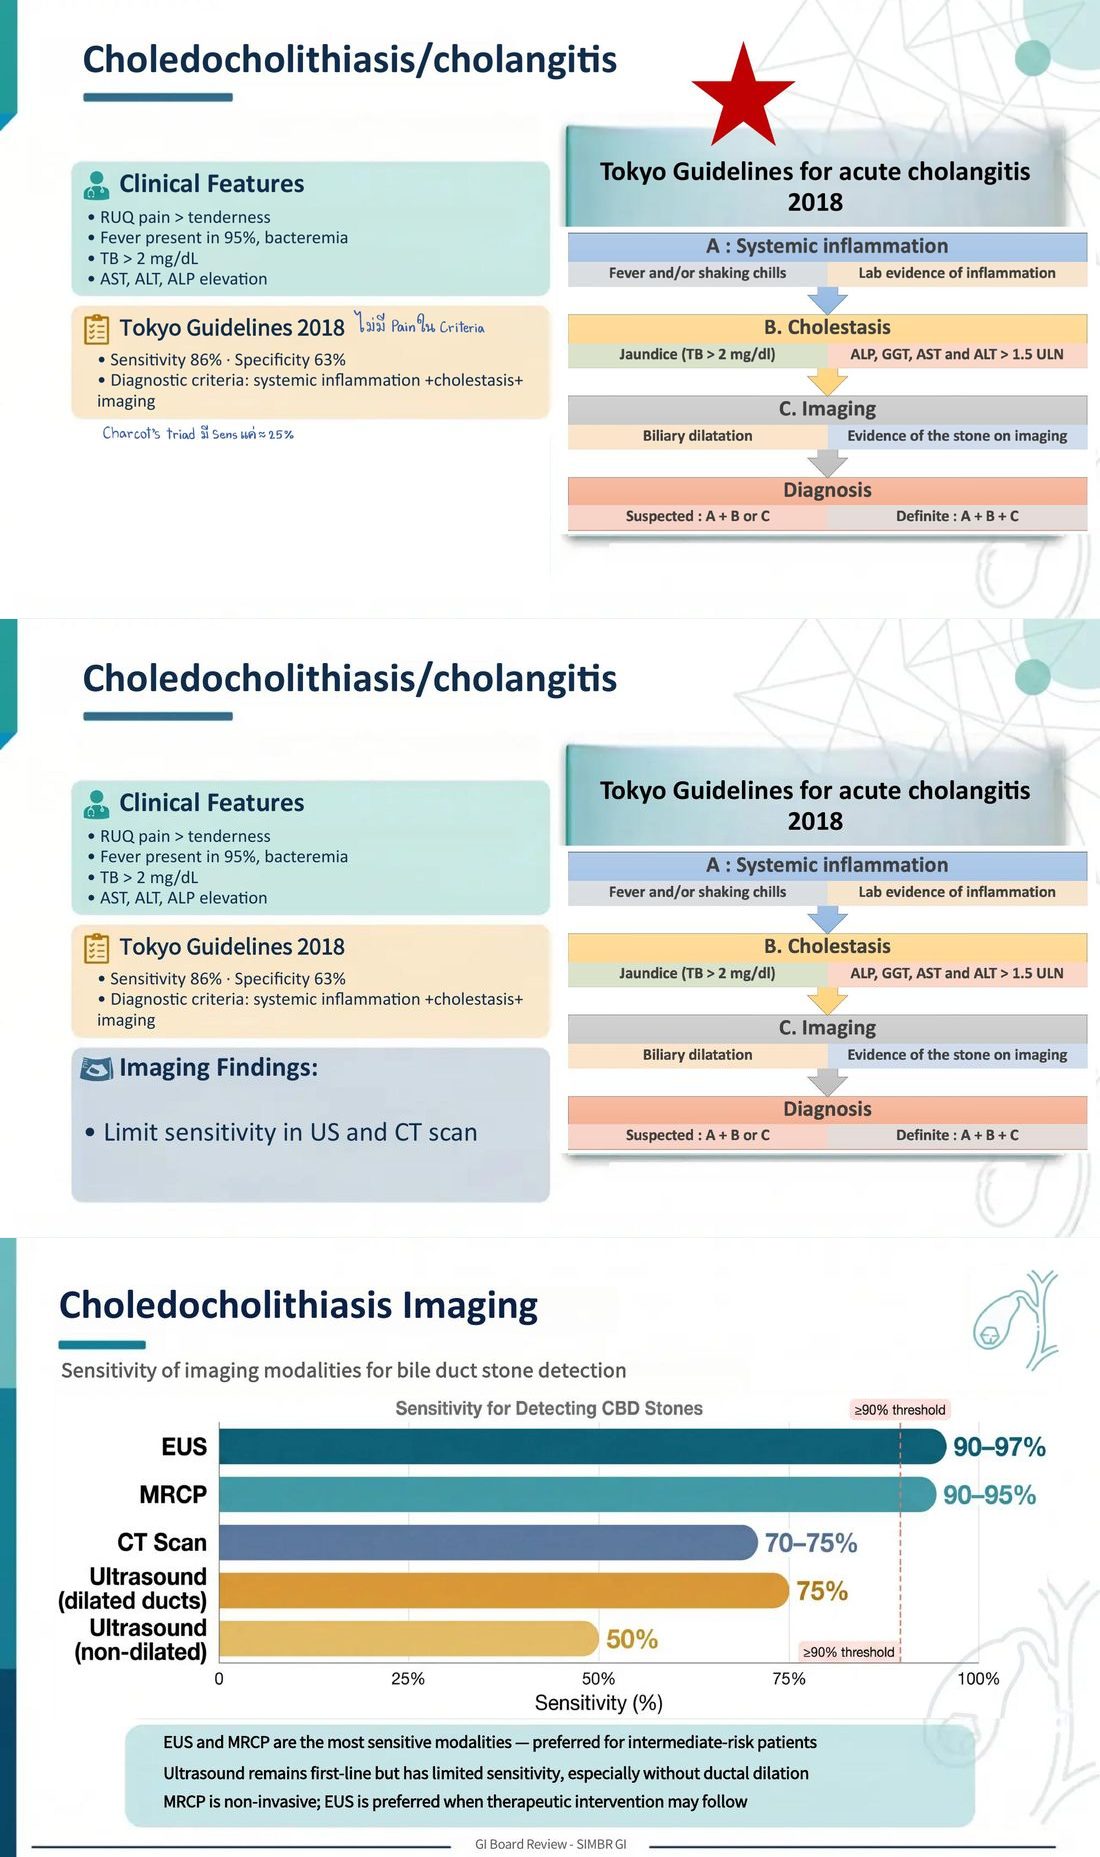 Choledocholithiasis/cholangitis
Clinical Features
• RUQ pain > tenderness
• Fever present in 95%, bacteremia
• TB > 2 mg/dL
• AST, ALT, ALP elevation
Tokyo Guidelines 2018 ไม่มี Pain ใน Criteria
• Sensitivity 86% · Specificity 63%
• Diagnostic criteria: systemic inflammation +cholestasis+
imaging
Charcot's triad มี Sens แค่ ≈ 25%
Tokyo Guidelines for acute cholangitis
2018
A : Systemic inflammation
Fever and/or shaking chills Lab evidence of inflammation
B. Cholestasis
Jaundice (TB > 2 mg/dl) ALP, GGT, AST and ALT > 1.5 ULN
C. Imaging
Biliary dilatation Evidence of the stone on imaging
Diagnosis
Suspected : A + B or C Definite : A + B + C
Choledocholithiasis/cholangitis
Clinical Features
• RUQ pain > tenderness
• Fever present in 95%, bacteremia
• TB > 2 mg/dL
• AST, ALT, ALP elevation
Tokyo Guidelines 2018
• Sensitivity 86% · Specificity 63%
• Diagnostic criteria: systemic inflammation +cholestasis+
imaging
Imaging Findings:
• Limit sensitivity in US and CT scan
Tokyo Guidelines for acute cholangitis
2018
A : Systemic inflammation
Fever and/or shaking chills Lab evidence of inflammation
B. Cholestasis
Jaundice (TB > 2 mg/dl) ALP, GGT, AST and ALT > 1.5 ULN
C. Imaging
Biliary dilatation Evidence of the stone on imaging
Diagnosis
Suspected : A + B or C Definite : A + B + C
Choledocholithiasis Imaging
Sensitivity of imaging modalities for bile duct stone detection
Sensitivity for Detecting CBD Stones
≥90% threshold
EUS 90–97%
MRCP 90–95%
CT Scan 70–75%
Ultrasound
(dilated ducts) 75%
Ultrasound
(non-dilated) 50%
≥90% threshold
0 25% 50% 75% 100%
Sensitivity (%)
EUS and MRCP are the most sensitive modalities — preferred for intermediate-risk patients
Ultrasound remains first-line but has limited sensitivity, especially without ductal dilation
MRCP is non-invasive; EUS is preferred when therapeutic intervention may follow
GI Board Review - SIMBR GI